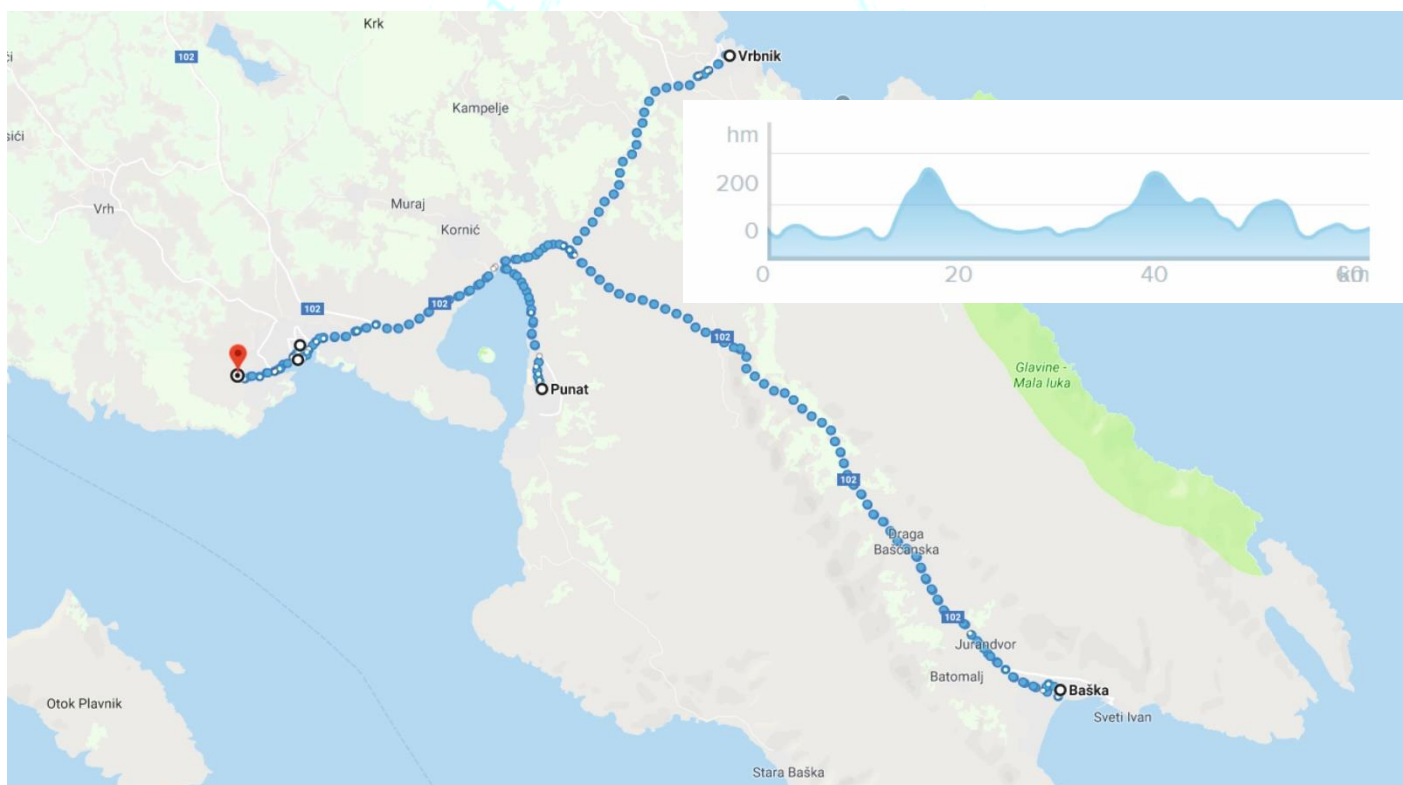 Krk
Vrbnik
102
ići
Kampelje
sići
Vrh
Muraj
Kornić
102
102
Punat
102
Glavine -
Mala luka
102
Draga
Bašćanska
102
Jurandvor
Batomalj
Baška
Sveti Ivan
Otok Plavnik
Stara Baška
hm
200
0
0
20
40
60
km